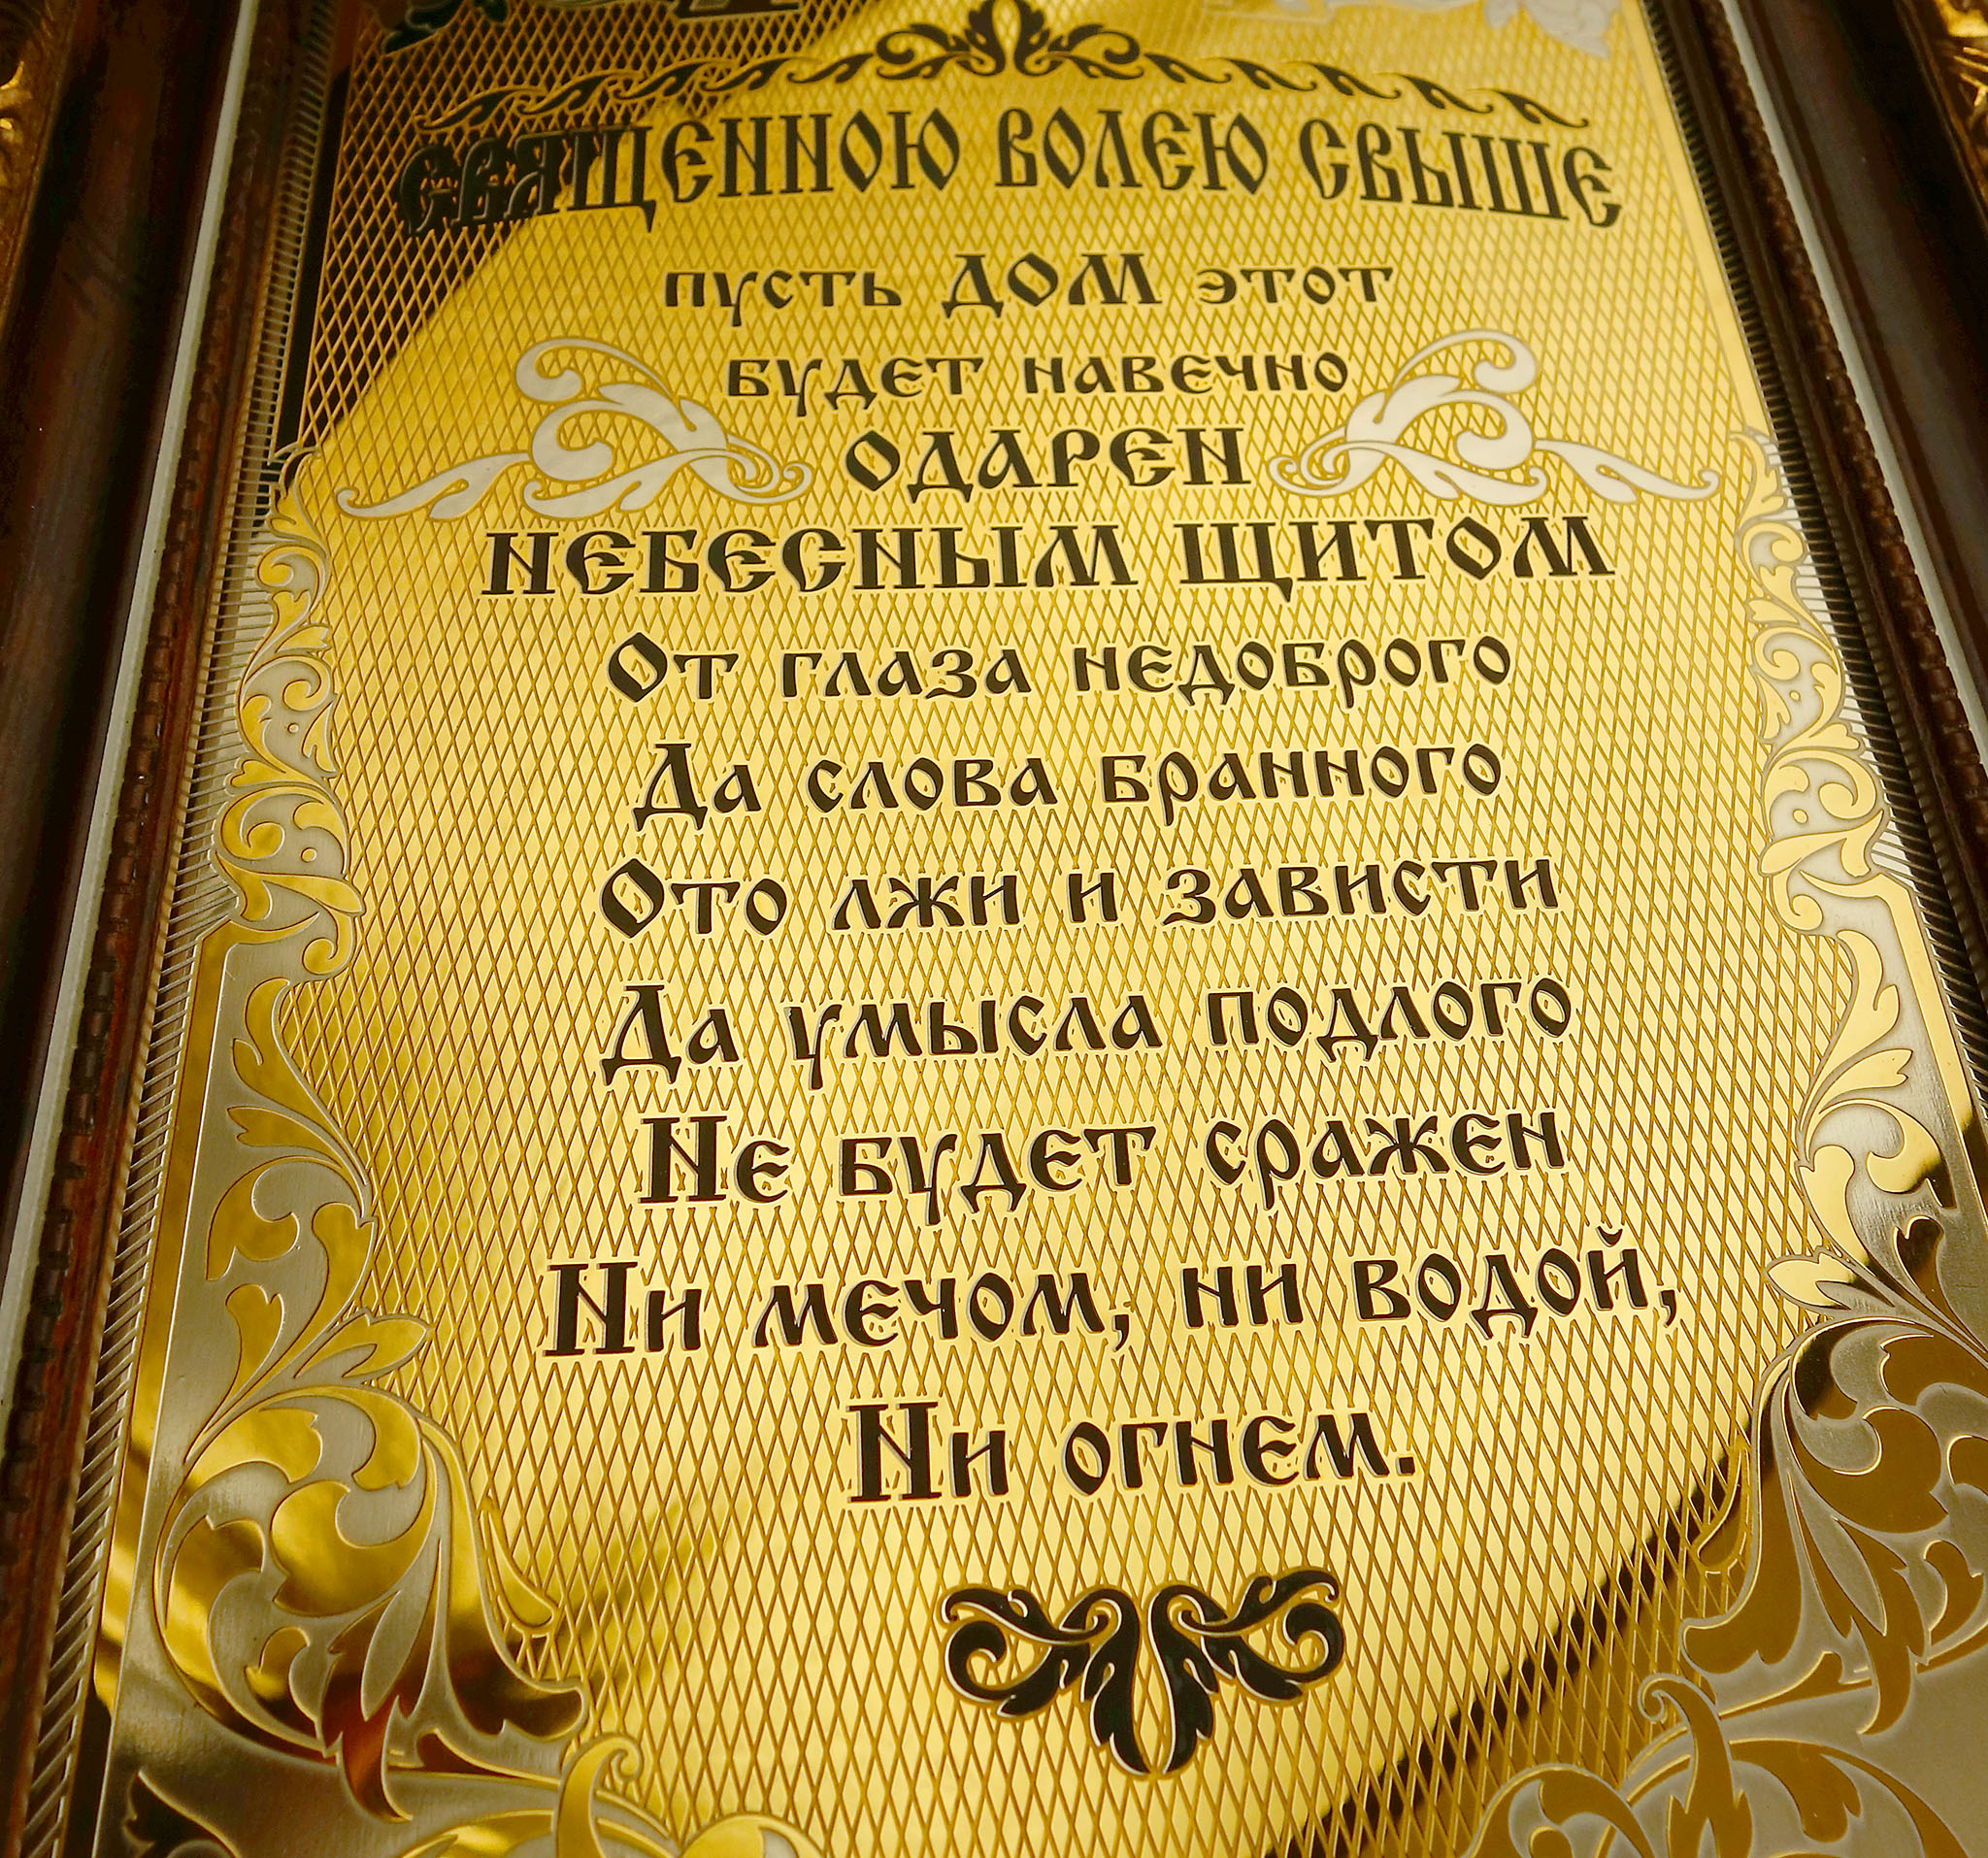 СВЯЩЕННОЮ ВОЛЕЮ СВЫШЕ
пусть ДОМ этот
будет навечно
ОДАРЕН
НЕБЕСНЫМ ЩИТОМ
От глаза недоброго
Да слова бранного
Ото лжи и зависти
Да умысла подлого
Не будет сражен
Ни мечом, ни водой,
Ни огнем.